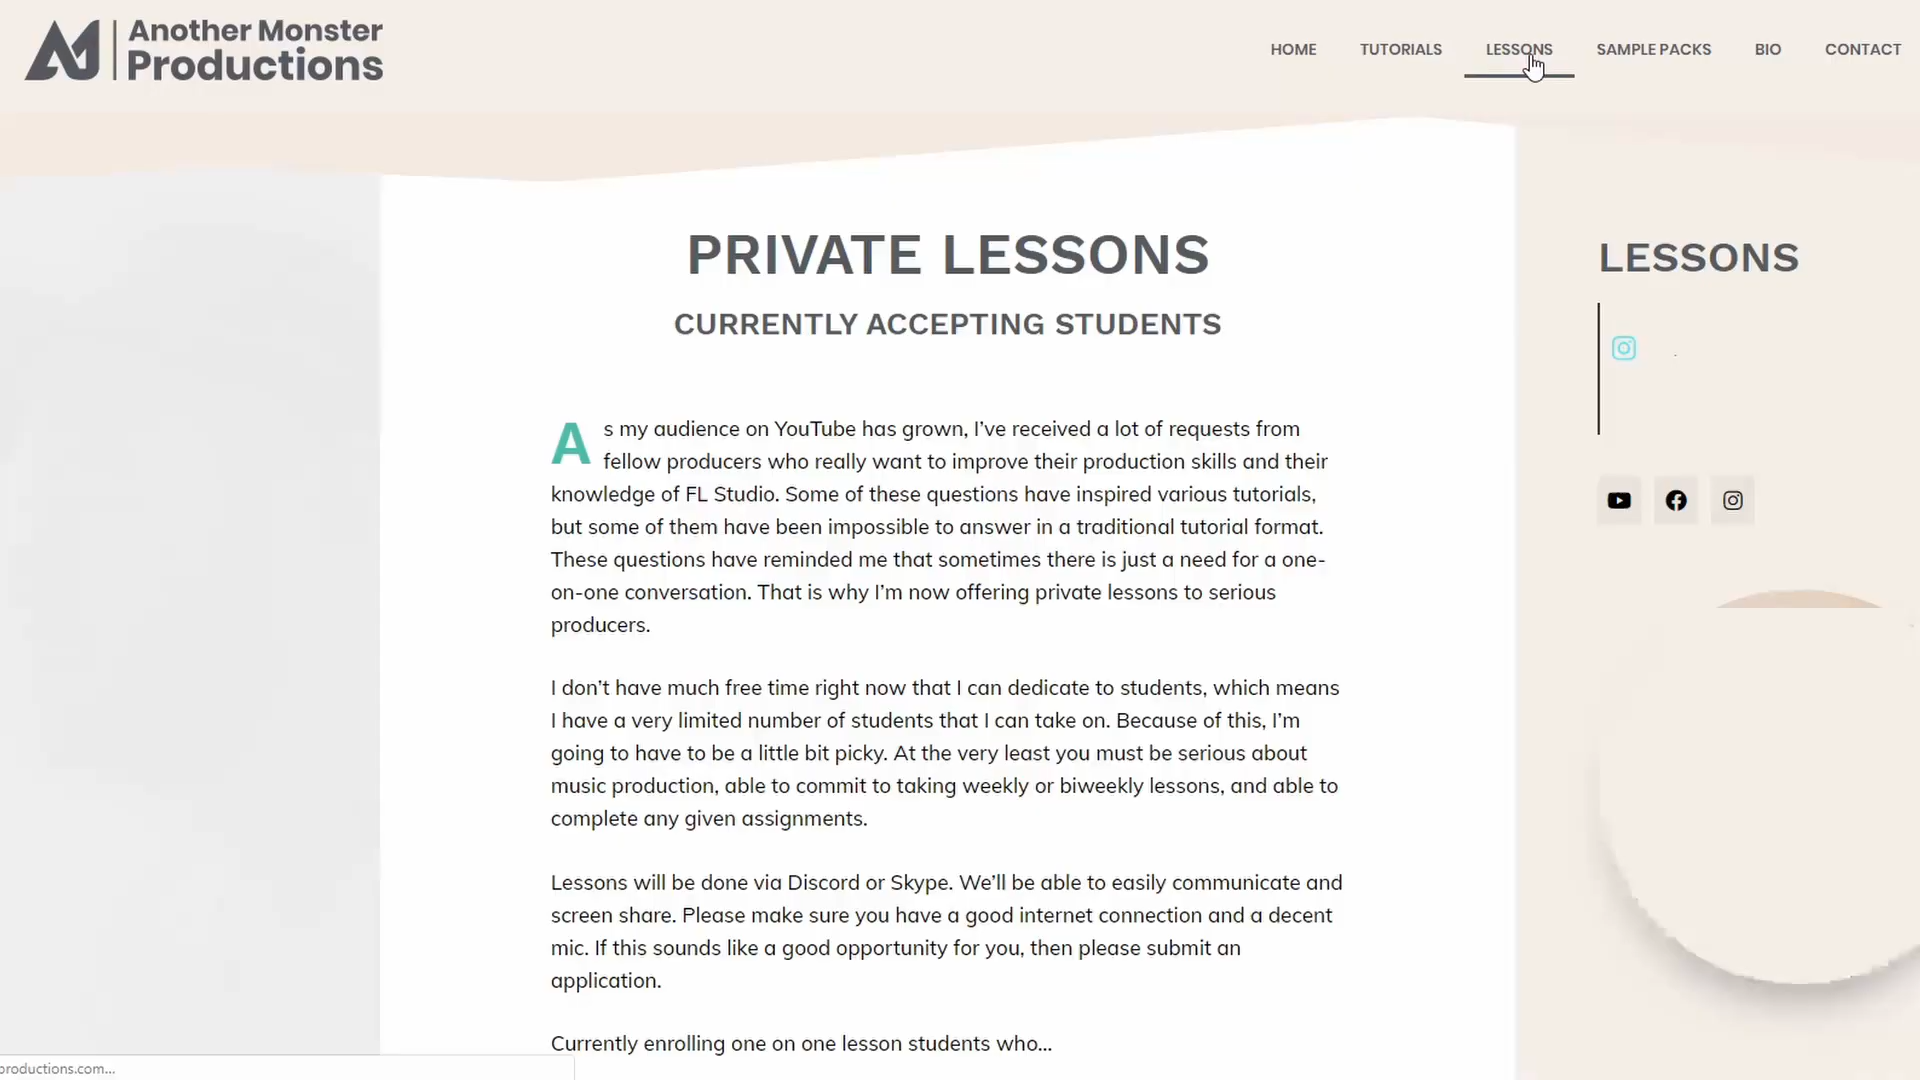 Another Monster
Productions
HOME TUTORIALS LESSONS SAMPLE PACKS BIO CONTACT
PRIVATE LESSONS
CURRENTLY ACCEPTING STUDENTS
As my audience on YouTube has grown, I’ve received a lot of requests from
fellow producers who really want to improve their production skills and their
knowledge of FL Studio. Some of these questions have inspired various tutorials,
but some of them have been impossible to answer in a traditional tutorial format.
These questions have reminded me that sometimes there is just a need for a one-
on-one conversation. That is why I’m now offering private lessons to serious
producers.
I don’t have much free time right now that I can dedicate to students, which means
I have a very limited number of students that I can take on. Because of this, I’m
going to have to be a little bit picky. At the very least you must be serious about
music production, able to commit to taking weekly or biweekly lessons, and able to
complete any given assignments.
Lessons will be done via Discord or Skype. We’ll be able to easily communicate and
screen share. Please make sure you have a good internet connection and a decent
mic. If this sounds like a good opportunity for you, then please submit an
application.
Currently enrolling one on one lesson students who...
LESSONS
productions.com...